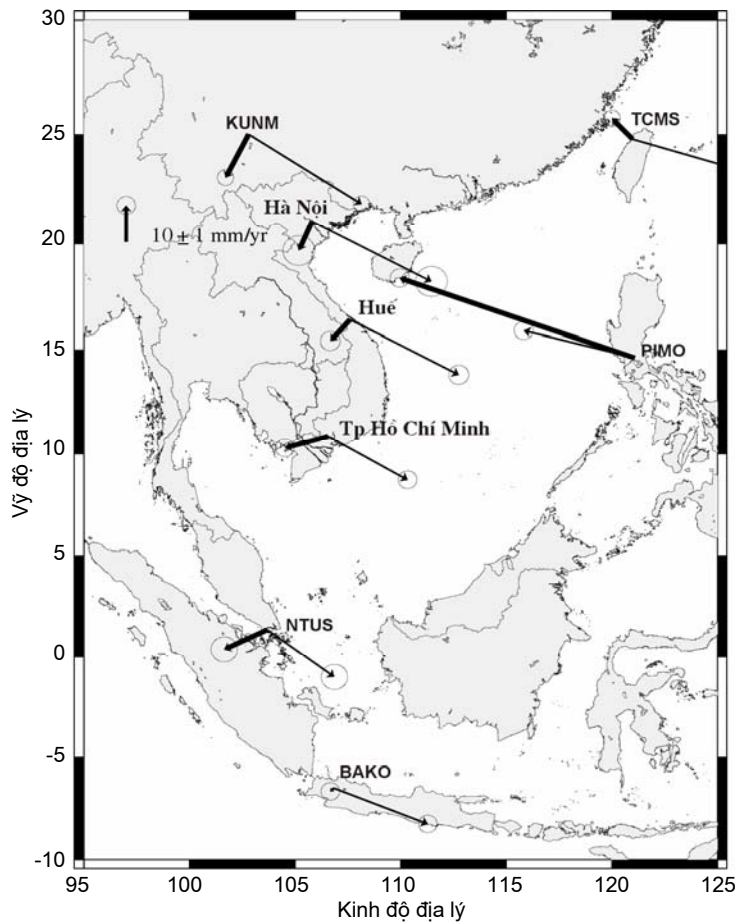 30
25
20
15
10
5
0
-5
-10
Vỹ độ địa lý
KUNM
TCMS
Hà Nội
10 ± 1 mm/yr
Huế
PIMO
Tp Hồ Chí Minh
NTUS
BAKO
95
100
105
110
115
120
125
Kinh độ địa lý